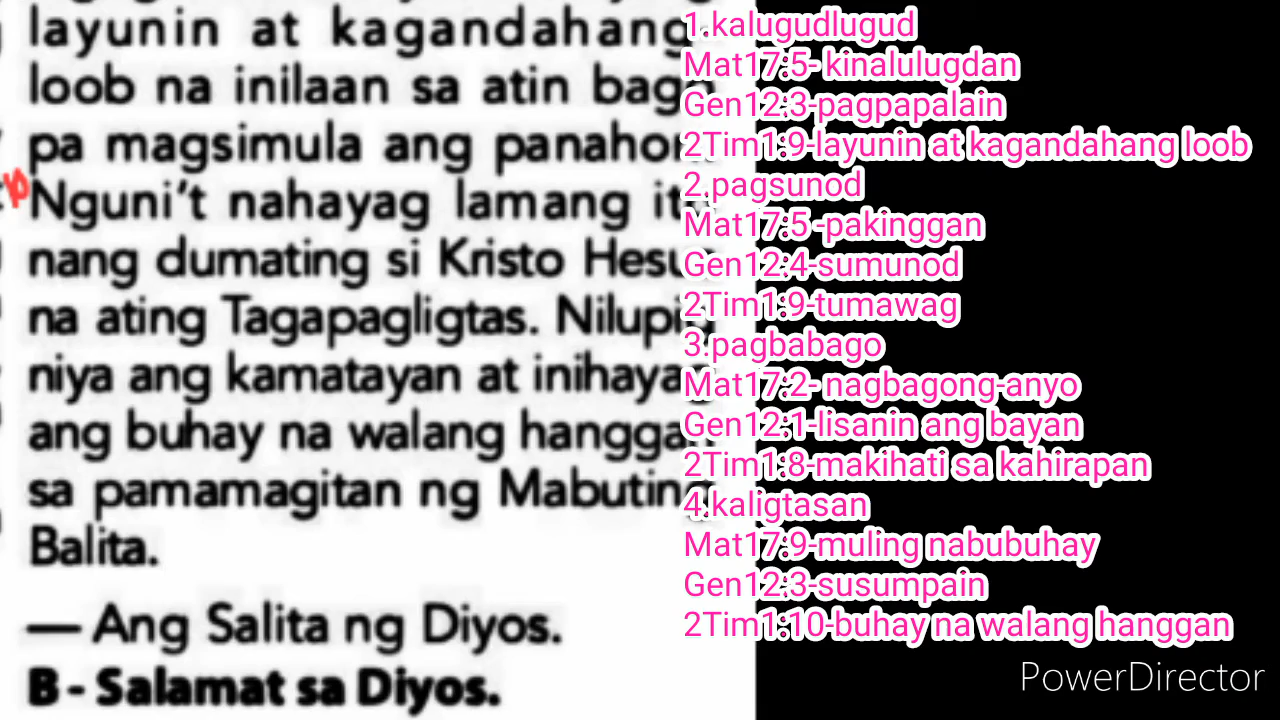 layunin at kagandahang
loob na inilaan sa atin bago
pa magsimula ang panahon.
Nguni't nahayag lamang ito
nang dumating si Kristo Hesus
na ating Tagapagligtas. Nilupig
niya ang kamatayan at inihayag
ang buhay na walang hanggan
sa pamamagitan ng Mabuting
Balita.
— Ang Salita ng Diyos.
B - Salamat sa Diyos.
1.kalugudlugud
Mat17:5- kinalulugdan
Gen12:3-pagpapalain
2Tim1:9-layunin at kagandahang loob
2.pagsunod
Mat17:5 -pakinggan
Gen12:4-sumunod
2Tim1:9-tumawag
3.pagbabago
Mat17:2- nagbagong-anyo
Gen12:1-lisanin ang bayan
2Tim1:8-makihati sa kahirapan
4.kaligtasan
Mat17:9-muling nabubuhay
Gen12:3-susumpain
2Tim1:10-buhay na walang hanggan
PowerDirector